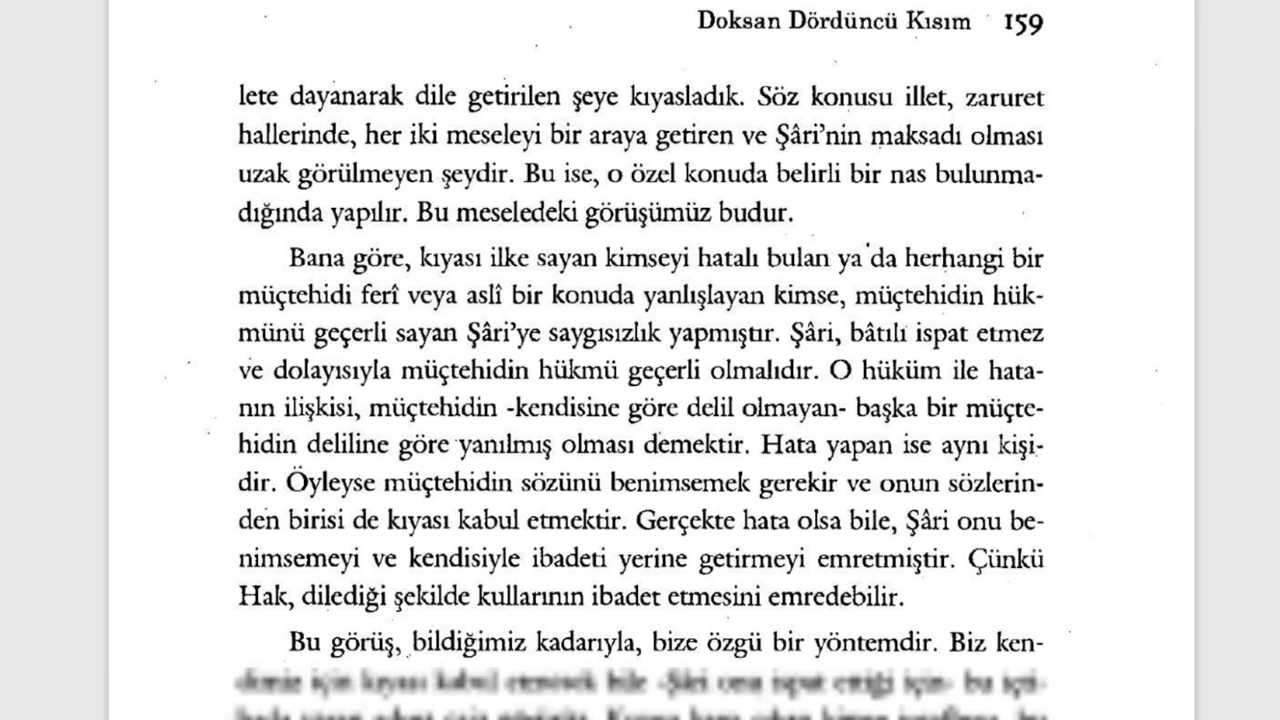 Doksan Dördüncü Kısım 159
lete dayanarak dile getirilen şeye kıyasladık. Söz konusu illet, zaruret
hallerinde, her iki meseleyi bir araya getiren ve Şâri’nin maksadı olması
uzak görülmeyen şeydir. Bu ise, o özel konuda belirli bir nas bulunma-
dığında yapılır. Bu meseledeki görüşümüz budur.
Bana göre, kıyası ilke sayan kimseyi hatalı bulan ya da herhangi bir
müçtehidi ferî veya aslî bir konuda yanlışlayan kimse, müçtehidin hük-
münü geçerli sayan Şâri’ye saygısızlık yapmıştır. Şâri, bâtılı ispat etmez
ve dolayısıyla müçtehidin hükmü geçerli olmalıdır. O hüküm ile hata-
nın ilişkisi, müçtehidin -kendisine göre delil olmayan- başka bir müçte-
hidin deliline göre yanılmış olması demektir. Hata yapan ise aynı kişi-
dir. Öyleyse müçtehidin sözünü benimsemek gerekir ve onun sözlerin-
den birisi de kıyası kabul etmektir. Gerçekte hata olsa bile, Şâri onu be-
nimsemeyi ve kendisiyle ibadeti yerine getirmeyi emretmiştir. Çünkü
Hak, dilediği şekilde kullarının ibadet etmesini emredebilir.
Bu görüş, bildiğimiz kadarıyla, bize özgü bir yöntemdir. Biz ken-